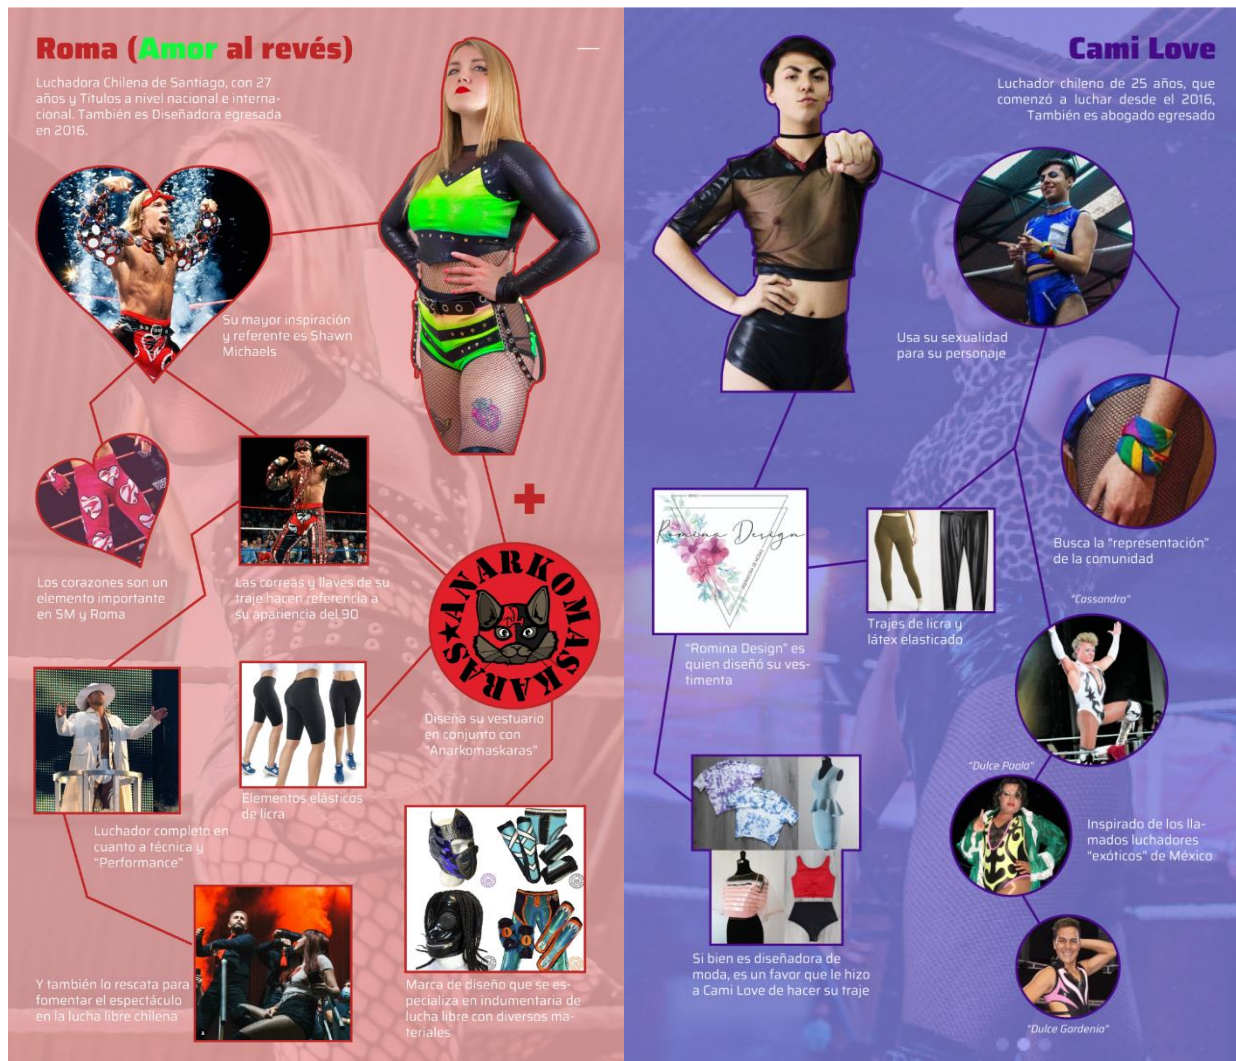 Roma (Amor al revés)
Luchadora Chilena de Santiago, con 27
años y Títulos a nivel nacional e interna-
cional. También es Diseñadora egresada
en 2016.
Su mayor inspiración
y referente es Shawn
Michaels
Los corazones son un
elemento importante
en SM y Roma
Las correas y llaves de su
traje hacen referencia a
su apariencia del 90
ANARKOMASKARAS
Diseña su vestuario
en conjunto con
"Anarkomaskaras"
Elementos elásticos
de licra
Luchador completo en
cuanto a técnica y
"Performance"
Y también lo rescata para
fomentar el espectáculo
en la lucha libre chilena
Marca de diseño que se es-
pecializa en indumentaria de
lucha libre con diversos ma-
teriales
Cami Love
Luchador chileno de 25 años, que
comenzó a luchar desde el 2016,
También es abogado egresado
Usa su sexualidad
para su personaje
Busca la "representación"
de la comunidad
Romina Design
"Romina Design" es
quien diseñó su ves-
timenta
Trajes de licra y
látex elasticado
"Cassandro"
"Dulce Paola"
Inspirado de los lla-
mados luchadores
"exóticos" de México
Si bien es diseñadora de
moda, es un favor que le hizo
a Cami Love de hacer su traje
"Dulce Gardenia"